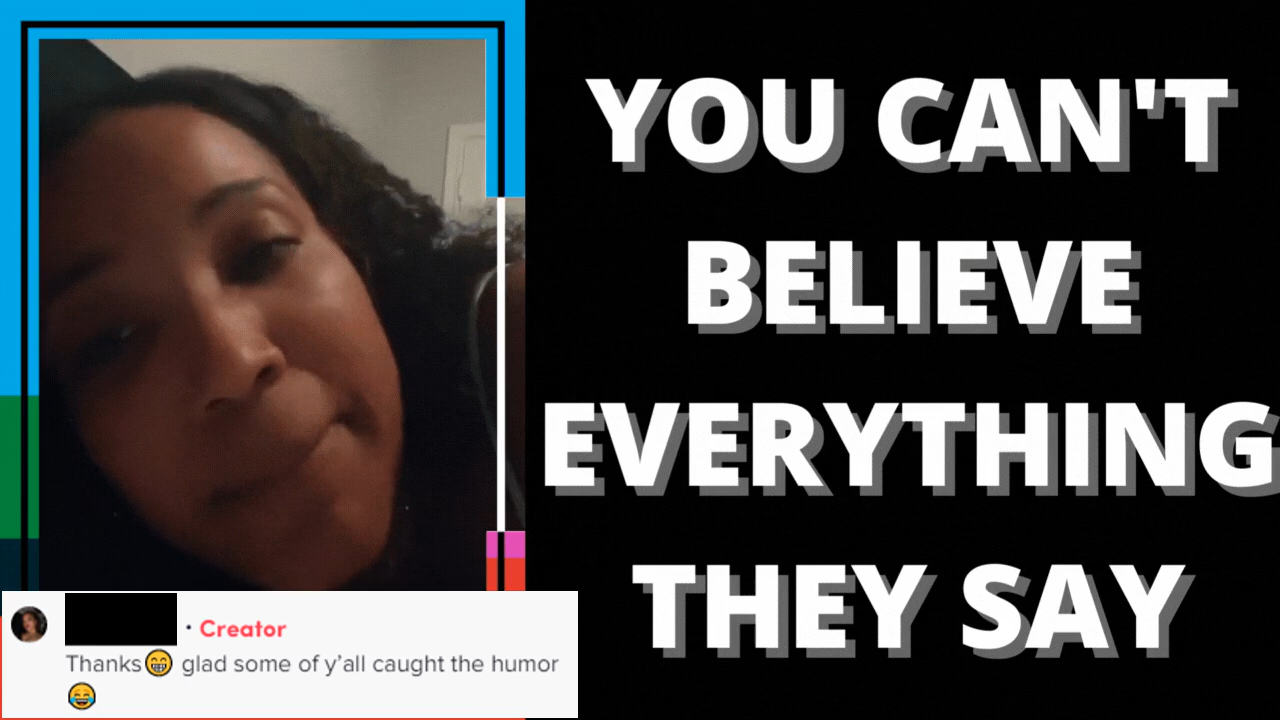 YOU CAN'T
BELIEVE
EVERYTHING
THEY SAY
· Creator
Thanks😁 glad some of y'all caught the humor
😂